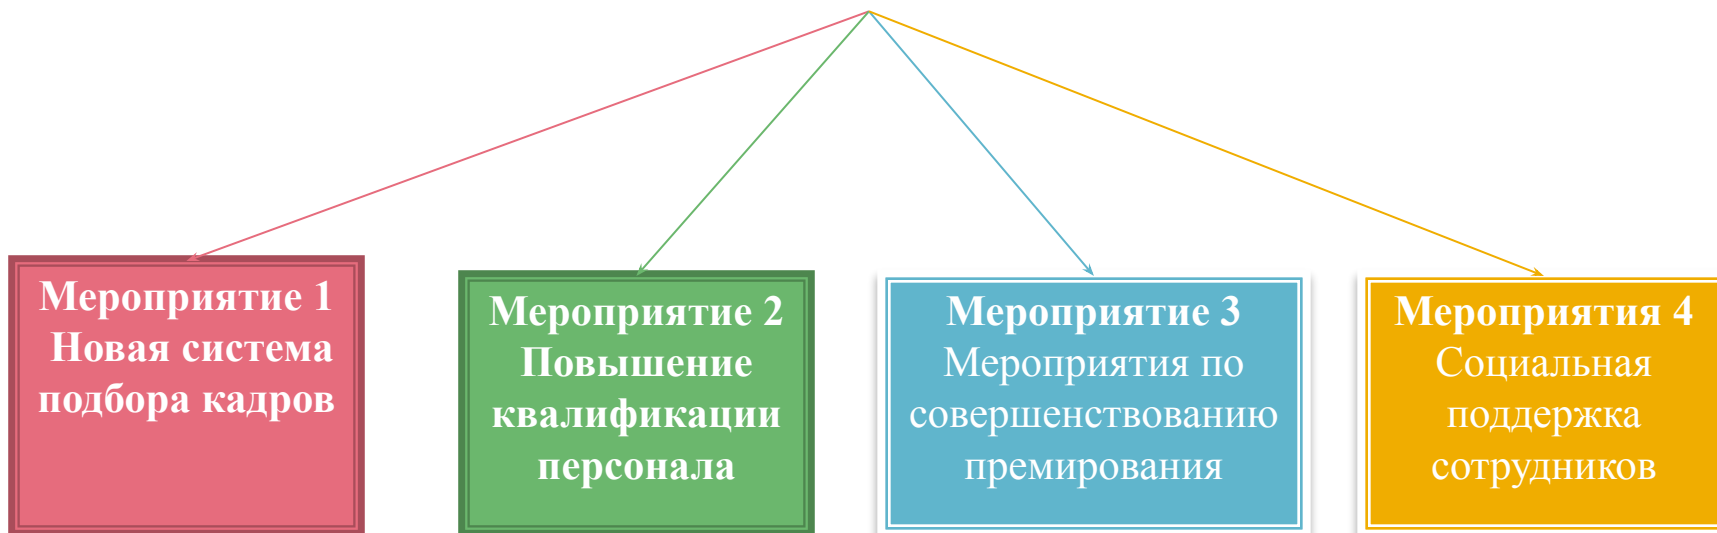 Мероприятие 1
Новая система
подбора кадров
Мероприятие 2
Повышение
квалификации
персонала
Мероприятие 3
Мероприятия по
совершенствованию
премирования
Мероприятия 4
Социальная
поддержка
сотрудников